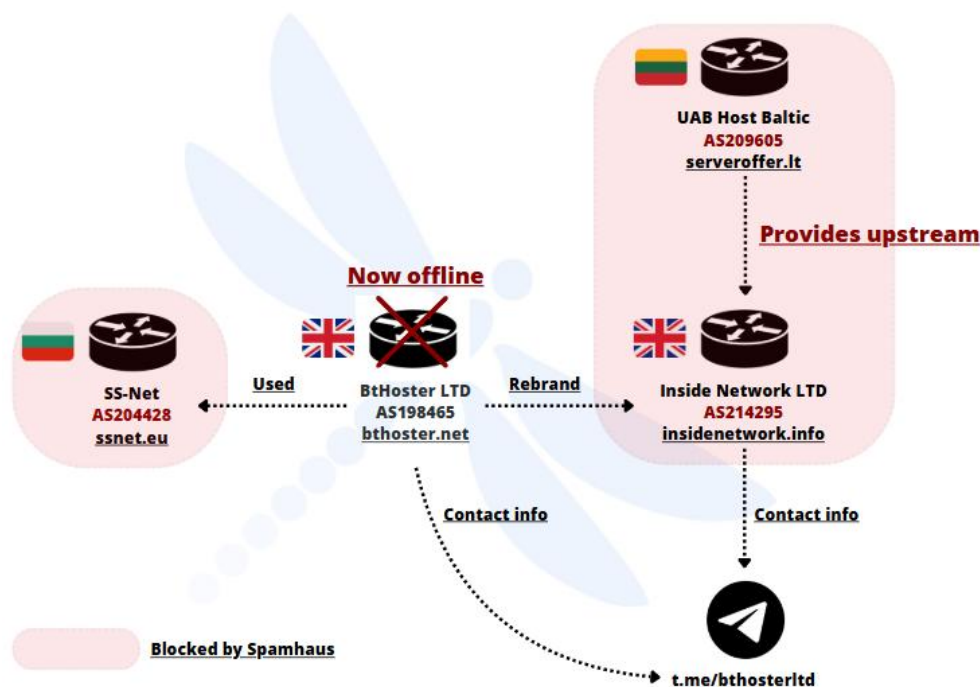 UAB Host Baltic
AS209605
serveroffer.lt
Provides upstream
Now offline
SS-Net
AS204428
ssnet.eu
Used
BtHoster LTD
AS198465
bthoster.net
Rebrand
Inside Network LTD
AS214295
insidenetwork.info
Contact info
Contact info
Blocked by Spamhaus
t.me/bthosterltd